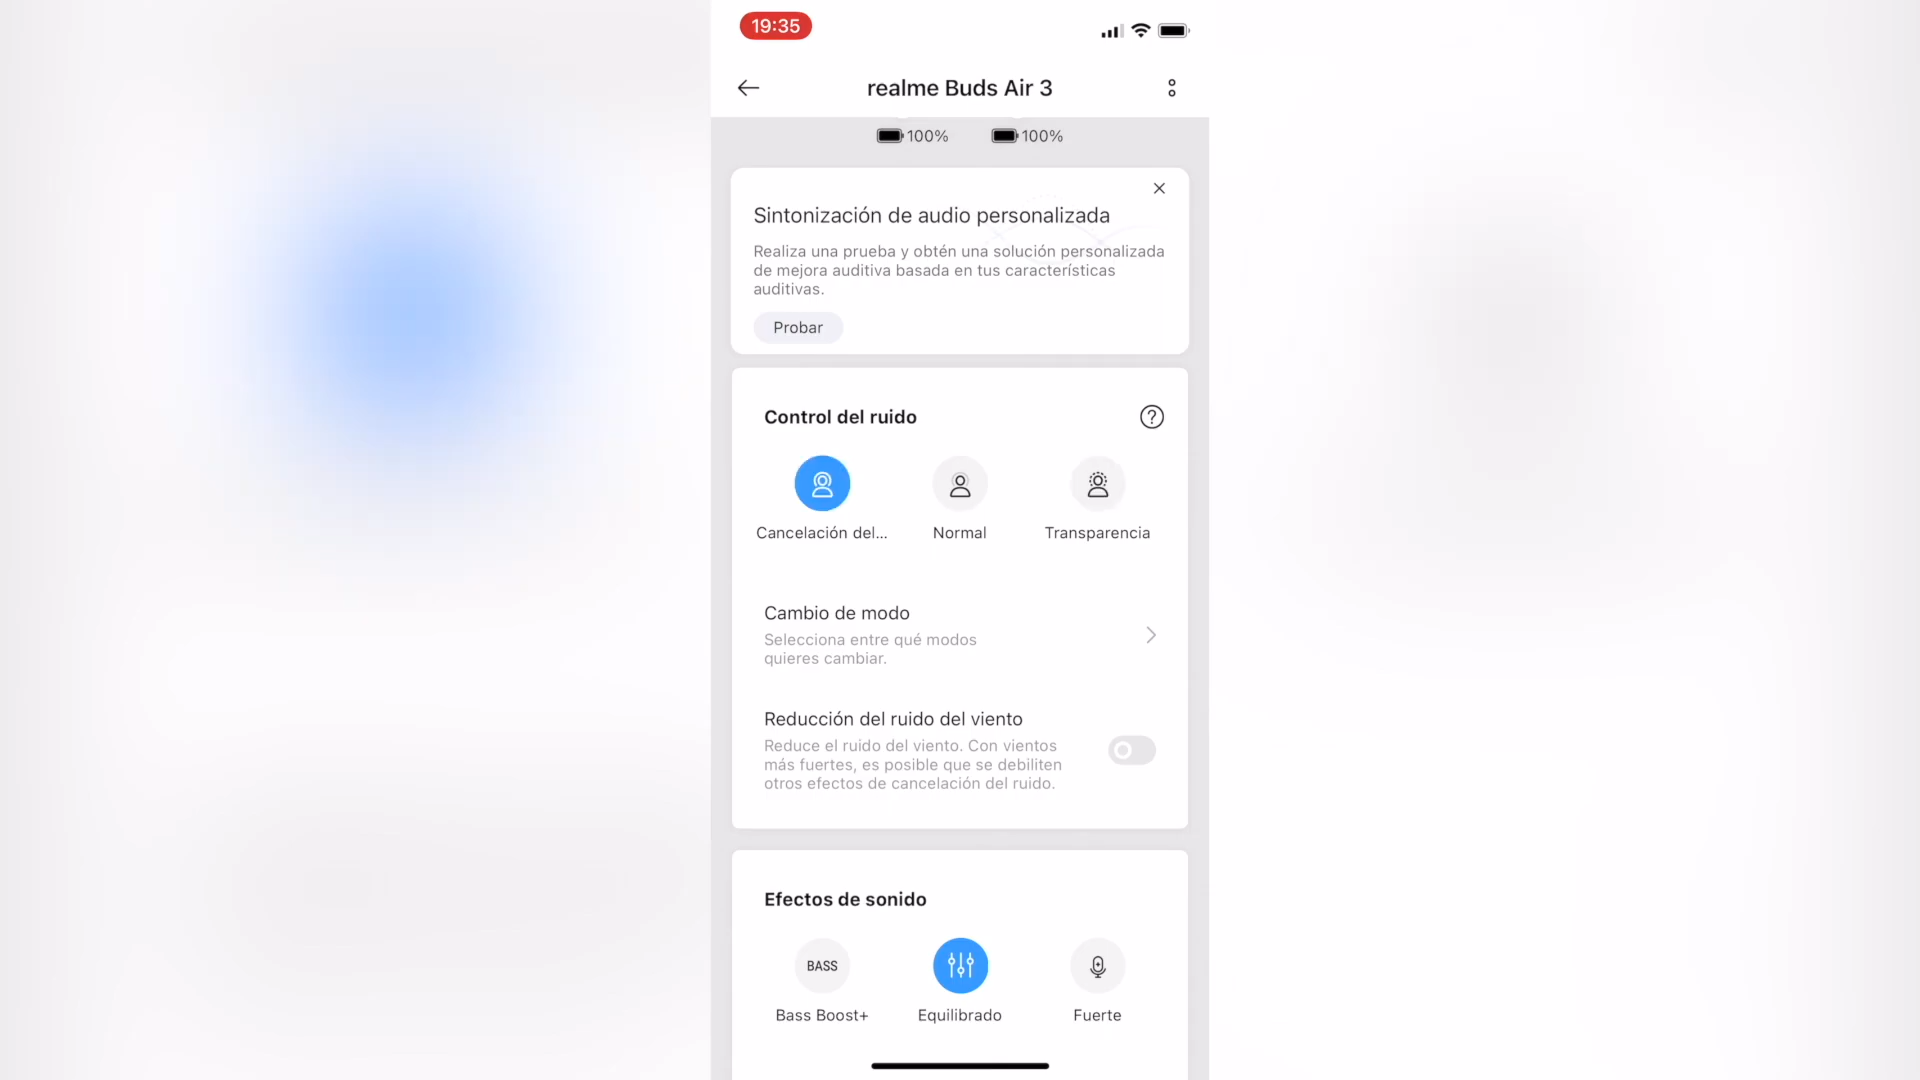 19:35
realme Buds Air 3
100% 100%
Sintonización de audio personalizada
Realiza una prueba y obtén una solución personalizada
de mejora auditiva basada en tus características
auditivas.
Probar
Control del ruido
?
Cancelación del... Normal Transparencia
Cambio de modo
Selecciona entre qué modos
quieres cambiar.
Reducción del ruido del viento
Reduce el ruido del viento. Con vientos
más fuertes, es posible que se debiliten
otros efectos de cancelación del ruido.
Efectos de sonido
BASS
Bass Boost+ Equilibrado Fuerte